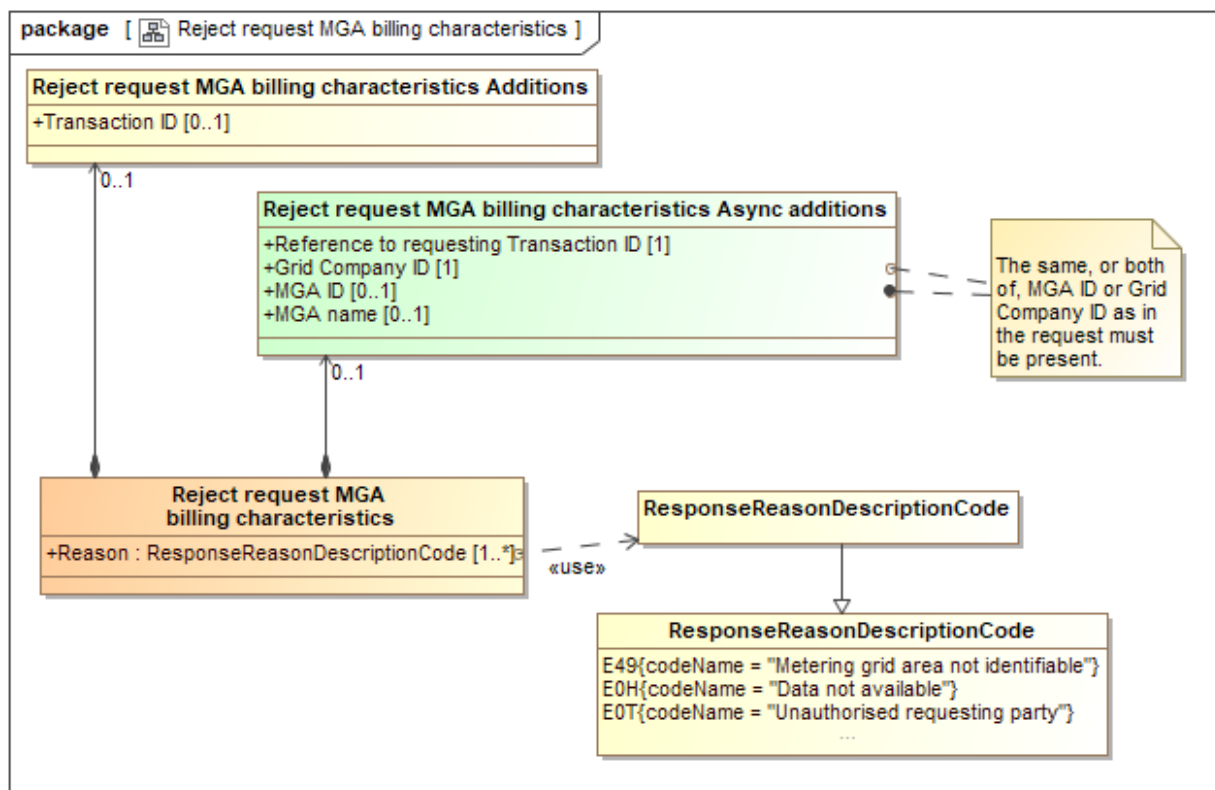 package [ Reject request MGA billing characteristics ]
Reject request MGA billing characteristics Additions
+Transaction ID [0..1]
0..1
Reject request MGA billing characteristics Async additions
+Reference to requesting Transaction ID [1]
+Grid Company ID [1]
+MGA ID [0..1]
+MGA name [0..1]
The same, or both
of, MGA ID or Grid
Company ID as in
the request must
be present.
0..1
Reject request MGA
billing characteristics
+Reason : ResponseReasonDescriptionCode [1..*]
«use»
ResponseReasonDescriptionCode
ResponseReasonDescriptionCode
E49{codeName = "Metering grid area not identifiable"}
E0H{codeName = "Data not available"}
E0T{codeName = "Unauthorised requesting party"}
...